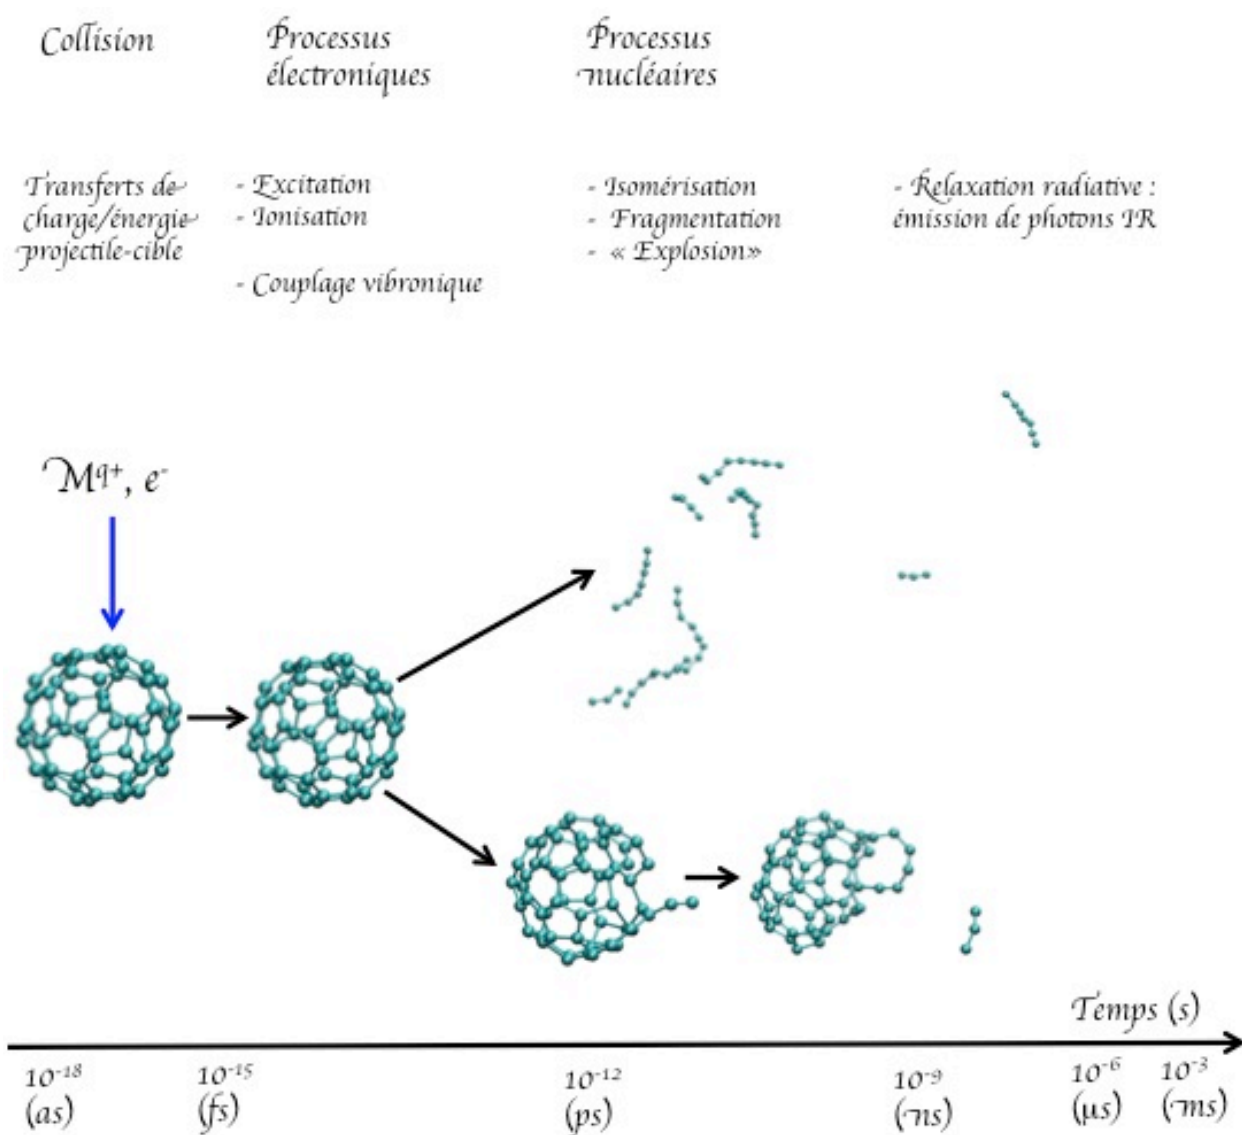 Collision
Processus
électroniques
Processus
nucléaires
Transferts de
charge/énergie
projectile-cible
- Excitation
- Ionisation
- Couplage vibronique
- Isomérisation
- Fragmentation
- « Explosion»
- Relaxation radiative :
émission de photons IR
Mq+, e-
Temps (s)
10-18
(as)
10-15
(fs)
10-12
(ps)
10-9
(ns)
10-6
(µs)
10-3
(ms)